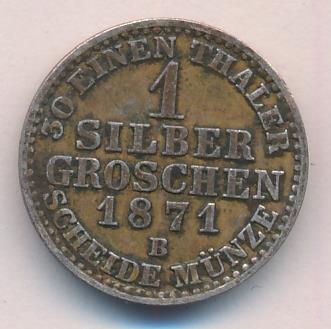 30 EINEN THALER
1
SILBER
GROSCHEN
1871
B
SCHEIDE MÜNZE